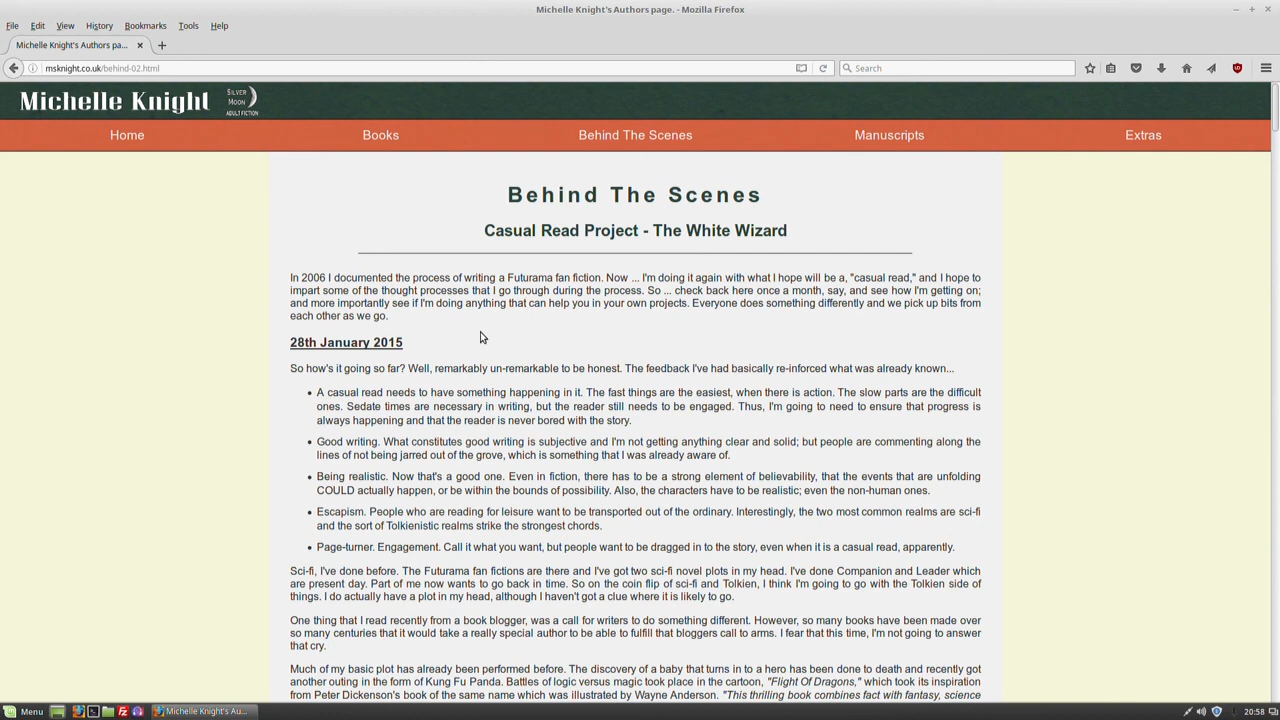 Michelle Knight's Authors page. - Mozilla Firefox
File Edit View History Bookmarks Tools Help
Michelle Knight's Authors pa...
msknight.co.uk/behind-02.html
Search
Michelle Knight
SILVER
MOON
ADULT FICTION
Home Books Behind The Scenes Manuscripts Extras
Behind The Scenes
Casual Read Project - The White Wizard
In 2006 I documented the process of writing a Futurama fan fiction. Now ... I'm doing it again with what I hope will be a, "casual read," and I hope to
impart some of the thought processes that I go through during the process. So ... check back here once a month, say, and see how I'm getting on;
and more importantly see if I'm doing anything that can help you in your own projects. Everyone does something differently and we pick up bits from
each other as we go.
28th January 2015
So how's it going so far? Well, remarkably un-remarkable to be honest. The feedback I've had basically re-inforced what was already known...
• A casual read needs to have something happening in it. The fast things are the easiest, when there is action. The slow parts are the difficult
ones. Sedate times are necessary in writing, but the reader still needs to be engaged. Thus, I'm going to need to ensure that progress is
always happening and that the reader is never bored with the story.
• Good writing. What constitutes good writing is subjective and I'm not getting anything clear and solid; but people are commenting along the
lines of not being jarred out of the grove, which is something that I was already aware of.
• Being realistic. Now that's a good one. Even in fiction, there has to be a strong element of believability, that the events that are unfolding
COULD actually happen, or be within the bounds of possibility. Also, the characters have to be realistic; even the non-human ones.
• Escapism. People who are reading for leisure want to be transported out of the ordinary. Interestingly, the two most common realms are sci-fi
and the sort of Tolkienistic realms strike the strongest chords.
• Page-turner. Engagement. Call it what you want, but people want to be dragged in to the story, even when it is a casual read, apparently.
Sci-fi, I've done before. The Futurama fan fictions are there and I've got two sci-fi novel plots in my head. I've done Companion and Leader which
are present day. Part of me now wants to go back in time. So on the coin flip of sci-fi and Tolkien, I think I'm going to go with the Tolkien side of
things. I do actually have a plot in my head, although I haven't got a clue where it is likely to go.
One thing that I read recently from a book blogger, was a call for writers to do something different. However, so many books have been made over
so many centuries that it would take a really special author to be able to fulfill that bloggers call to arms. I fear that this time, I'm not going to answer
that cry.
Much of my basic plot has already been performed before. The discovery of a baby that turns in to a hero has been done to death and recently got
another outing in the form of Kung Fu Panda. Battles of logic versus magic took place in the cartoon, "Flight Of Dragons," which took its inspiration
from Peter Dickenson's book of the same name which was illustrated by Wayne Anderson. "This thrilling book combines fact with fantasy, science
Menu
Michelle Knight's Au...
20:58